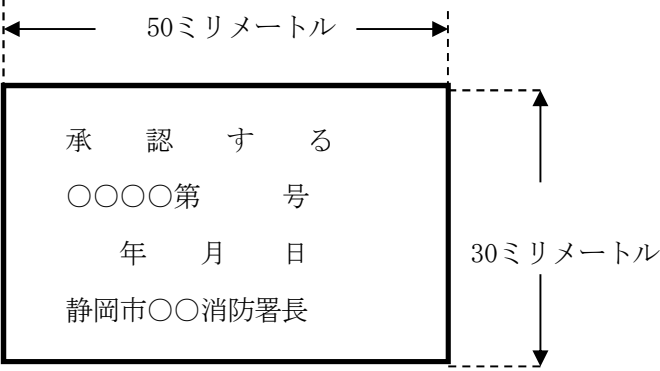 50ミリメートル
承　認　す　る
○○○○第　　　号
年　　月　　日
30ミリメートル
静岡市○○消防署長